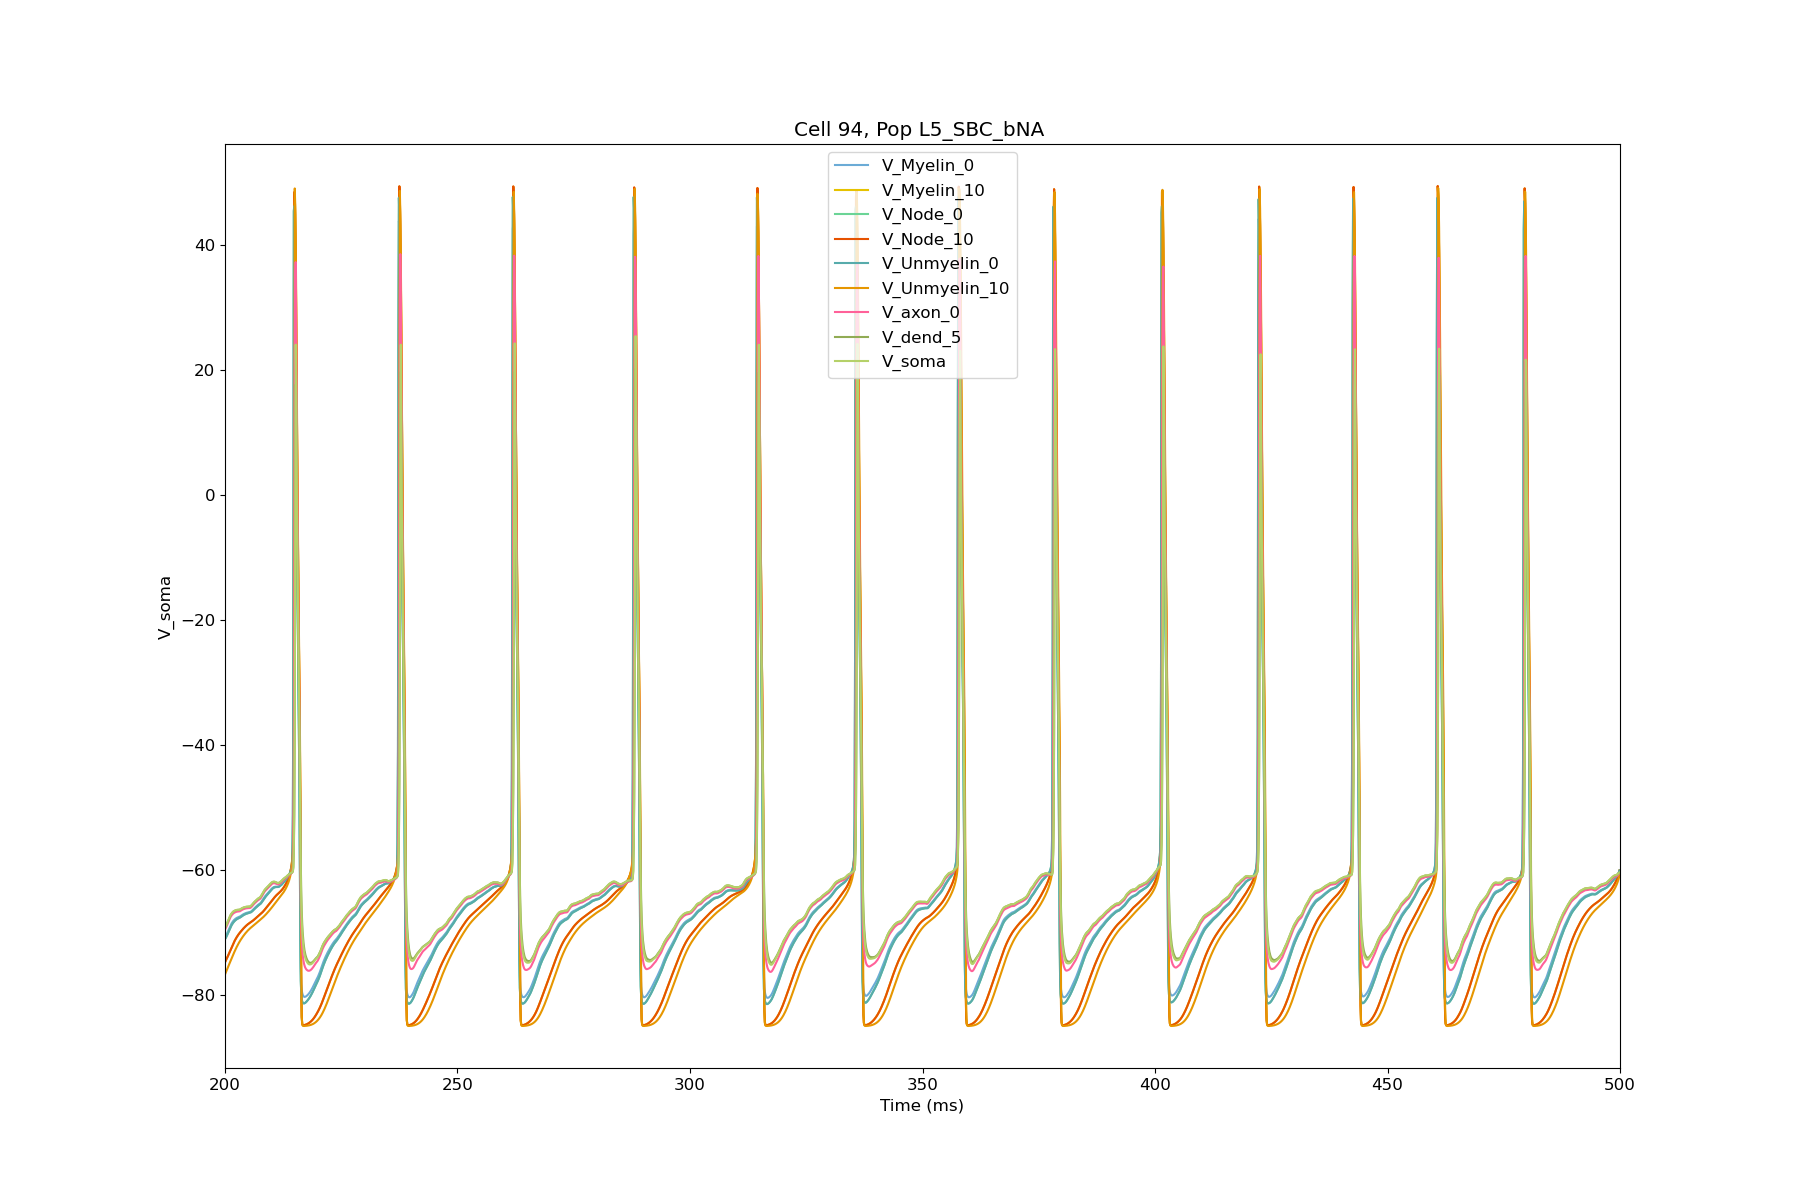 Cell 94, Pop L5_SBC_bNA
V_Myelin_0
V_Myelin_10
V_Node_0
V_Node_10
V_Unmyelin_0
V_Unmyelin_10
V_axon_0
V_dend_5
V_soma
40
20
0
−20
−40
−60
−80
V_soma
200 250 300 350 400 450 500
Time (ms)